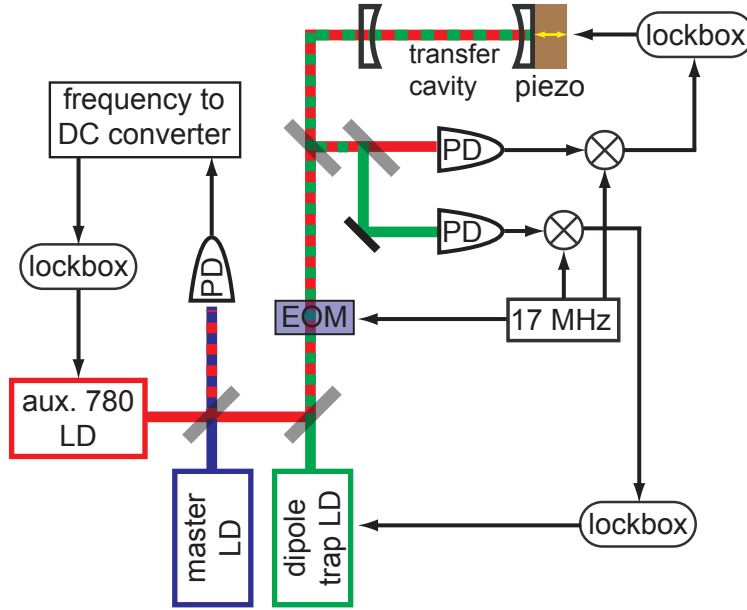 transfer
cavity
piezo
lockbox
frequency to
DC converter
PD
PD
lockbox
PD
EOM
17 MHz
aux. 780
LD
master
LD
dipole
trap LD
lockbox